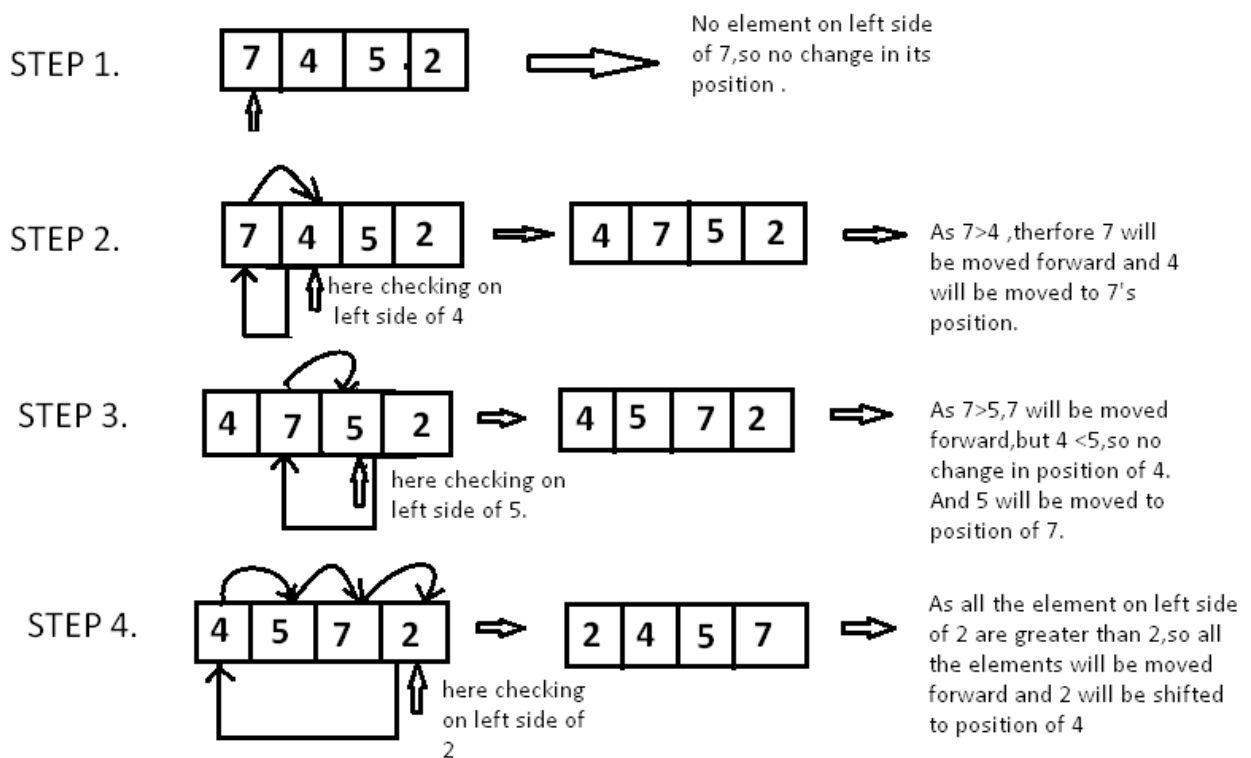 STEP 1.
7 4 5 2
No element on left side
of 7,so no change in its
position .
STEP 2.
7 4 5 2
here checking on
left side of 4
4 7 5 2
As 7>4 ,therfore 7 will
be moved forward and 4
will be moved to 7's
position.
STEP 3.
4 7 5 2
here checking on
left side of 5.
4 5 7 2
As 7>5,7 will be moved
forward,but 4 <5,so no
change in position of 4.
And 5 will be moved to
position of 7.
STEP 4.
4 5 7 2
here checking
on left side of
2
2 4 5 7
As all the element on left side
of 2 are greater than 2,so all
the elements will be moved
forward and 2 will be shifted
to position of 4